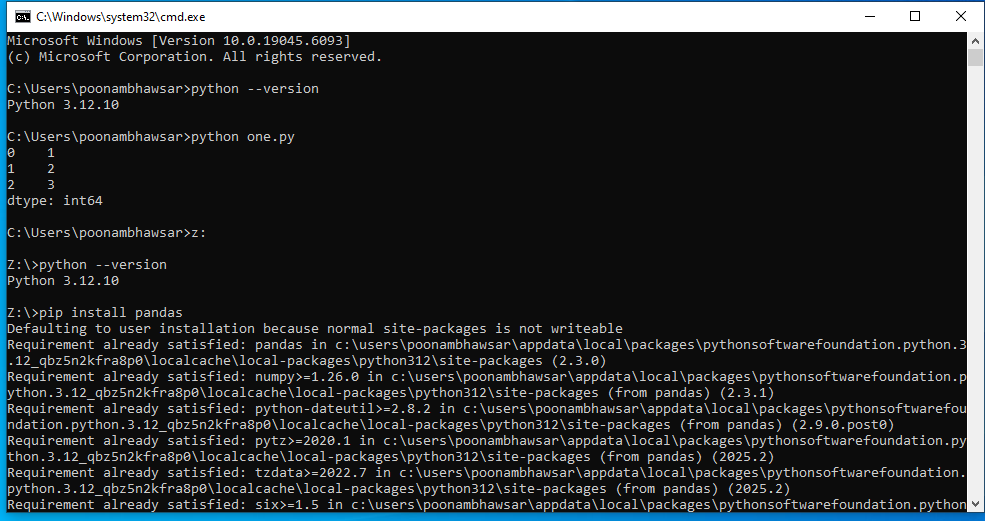 C:\Windows\system32\cmd.exe
Microsoft Windows [Version 10.0.19045.6093]
(c) Microsoft Corporation. All rights reserved.
C:\Users\poonambhawsar>python --version
Python 3.12.10
C:\Users\poonambhawsar>python one.py
0    1
1    2
2    3
dtype: int64
C:\Users\poonambhawsar>z:
Z:\>python --version
Python 3.12.10
Z:\>pip install pandas
Defaulting to user installation because normal site-packages is not writeable
Requirement already satisfied: pandas in c:\users\poonambhawsar\appdata\local\packages\pythonsoftwarefoundation.python.3
.12_qbz5n2kfra8p0\localcache\local-packages\python312\site-packages (2.3.0)
Requirement already satisfied: numpy>=1.26.0 in c:\users\poonambhawsar\appdata\local\packages\pythonsoftwarefoundation.p
ython.3.12_qbz5n2kfra8p0\localcache\local-packages\python312\site-packages (from pandas) (2.3.1)
Requirement already satisfied: python-dateutil>=2.8.2 in c:\users\poonambhawsar\appdata\local\packages\pythonsoftwarefou
ndation.python.3.12_qbz5n2kfra8p0\localcache\local-packages\python312\site-packages (from pandas) (2.9.0.post0)
Requirement already satisfied: pytz>=2020.1 in c:\users\poonambhawsar\appdata\local\packages\pythonsoftwarefoundation.py
thon.3.12_qbz5n2kfra8p0\localcache\local-packages\python312\site-packages (from pandas) (2025.2)
Requirement already satisfied: tzdata>=2022.7 in c:\users\poonambhawsar\appdata\local\packages\pythonsoftwarefoundation.
python.3.12_qbz5n2kfra8p0\localcache\local-packages\python312\site-packages (from pandas) (2025.2)
Requirement already satisfied: six>=1.5 in c:\users\poonambhawsar\appdata\local\packages\pythonsoftwarefoundation.python